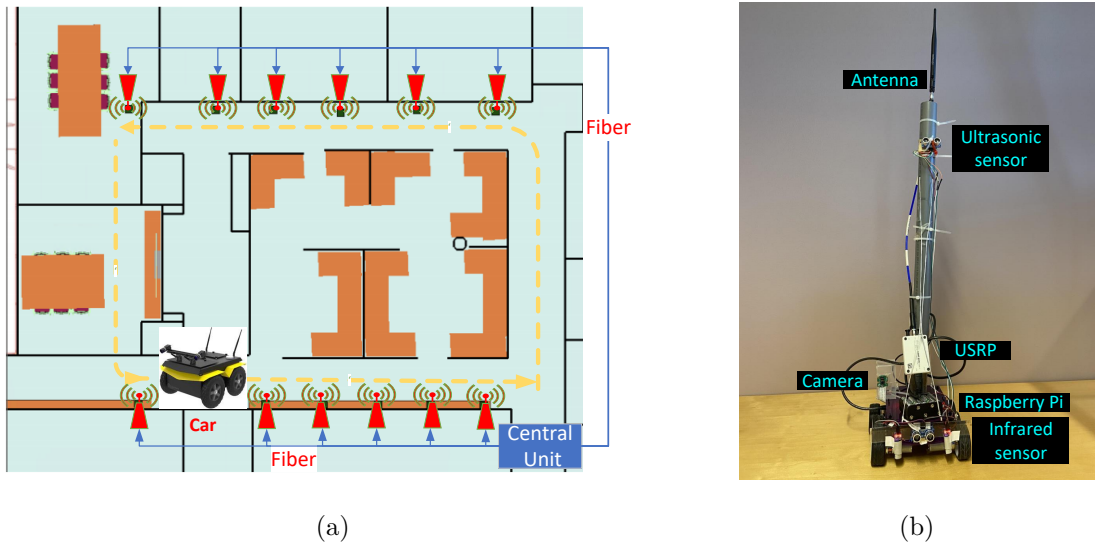 Fiber
Car
Fiber
Central
Unit
Antenna
Ultrasonic
sensor
USRP
Camera
Raspberry Pi
Infrared
sensor
(a)
(b)